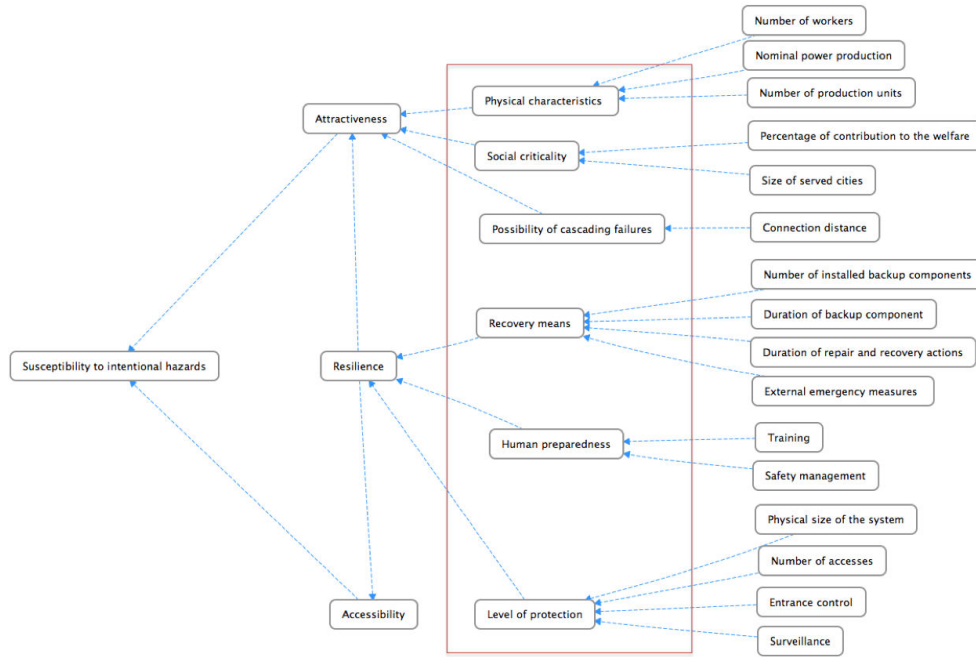 Number of workers
Nominal power production
Physical characteristics
Number of production units
Attractiveness
Percentage of contribution to the welfare
Social criticality
Size of served cities
Possibility of cascading failures
Connection distance
Number of installed backup components
Duration of backup component
Recovery means
Duration of repair and recovery actions
Susceptibility to intentional hazards
Resilience
External emergency measures
Training
Human preparedness
Safety management
Physical size of the system
Number of accesses
Entrance control
Accessibility
Level of protection
Surveillance